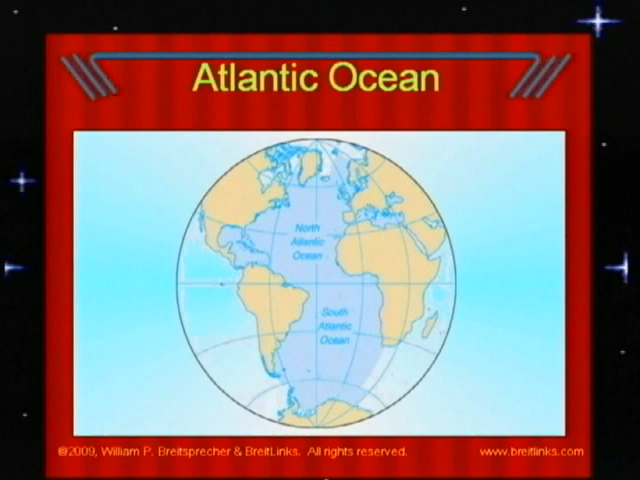 Atlantic Ocean
North
Atlantic
Ocean
South
Atlantic
Ocean
©2009, William P. Breitsprecher & BreitLinks. All rights reserved. www.breitlinks.com